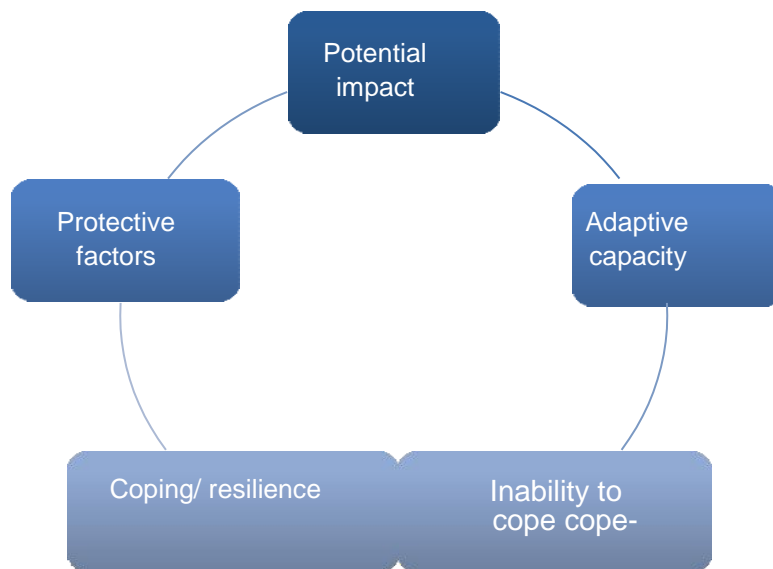 Potential
impact
Protective
factors
Adaptive
capacity
Coping/ resilience
Inability to
cope cope-